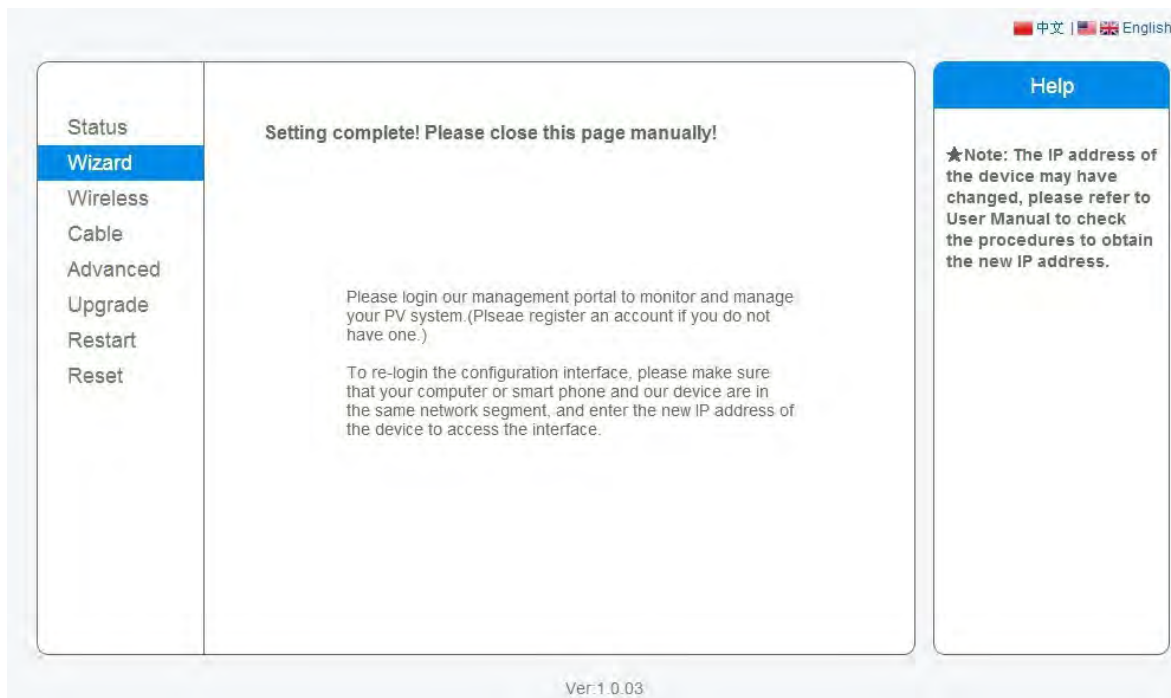 中文 | English
Status
Wizard
Wireless
Cable
Advanced
Upgrade
Restart
Reset
Setting complete! Please close this page manually!
Please login our management portal to monitor and manage
your PV system.(Plseae register an account if you do not
have one.)
To re-login the configuration interface, please make sure
that your computer or smart phone and our device are in
the same network segment, and enter the new IP address of
the device to access the interface.
Help
★Note: The IP address of
the device may have
changed, please refer to
User Manual to check
the procedures to obtain
the new IP address.
Ver:1.0.03